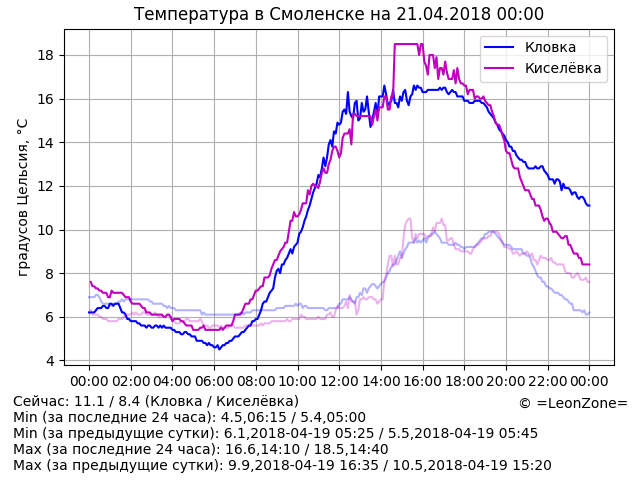 Температура в Смоленске на 21.04.2018 00:00
градусов Цельсия, °C
18
16
14
12
10
8
6
4
Кловка
Киселёвка
00:00 02:00 04:00 06:00 08:00 10:00 12:00 14:00 16:00 18:00 20:00 22:00 00:00
Сейчас: 11.1 / 8.4 (Кловка / Киселёвка)
© =LeonZone=
Min (за последние 24 часа): 4.5,06:15 / 5.4,05:00
Min (за предыдущие сутки): 6.1,2018-04-19 05:25 / 5.5,2018-04-19 05:45
Max (за последние 24 часа): 16.6,14:10 / 18.5,14:40
Max (за предыдущие сутки): 9.9,2018-04-19 16:35 / 10.5,2018-04-19 15:20